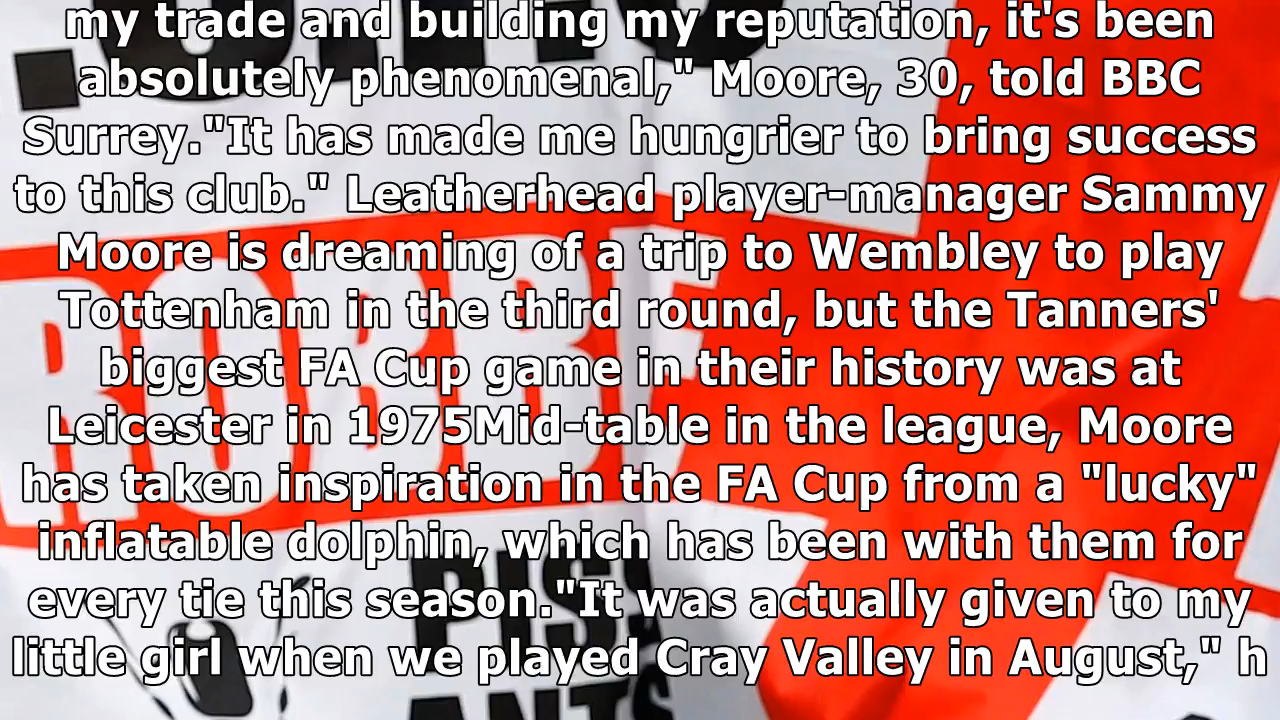 my trade and building my reputation, it's been
absolutely phenomenal," Moore, 30, told BBC
Surrey."It has made me hungrier to bring success
to this club." Leatherhead player-manager Sammy
Moore is dreaming of a trip to Wembley to play
Tottenham in the third round, but the Tanners'
biggest FA Cup game in their history was at
Leicester in 1975Mid-table in the league, Moore
has taken inspiration in the FA Cup from a "lucky"
inflatable dolphin, which has been with them for
every tie this season."It was actually given to my
little girl when we played Cray Valley in August," h